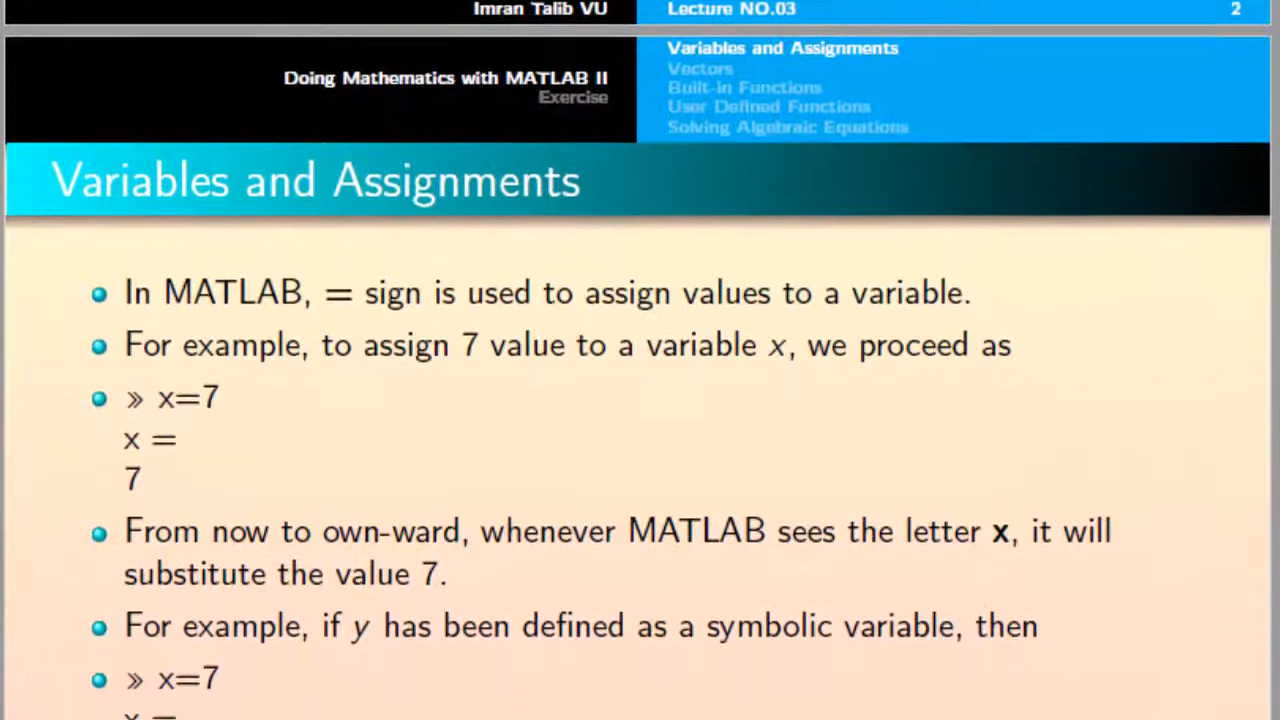 Imran Talib VU
Lecture NO.03
2
Doing Mathematics with MATLAB II
Exercise
Variables and Assignments
Vectors
Built-in Functions
User Defined Functions
Solving Algebraic Equations
Variables and Assignments
In MATLAB, = sign is used to assign values to a variable.
For example, to assign 7 value to a variable x, we proceed as
» x=7
x =
7
From now to own-ward, whenever MATLAB sees the letter x, it will
substitute the value 7.
For example, if y has been defined as a symbolic variable, then
» x=7
x =